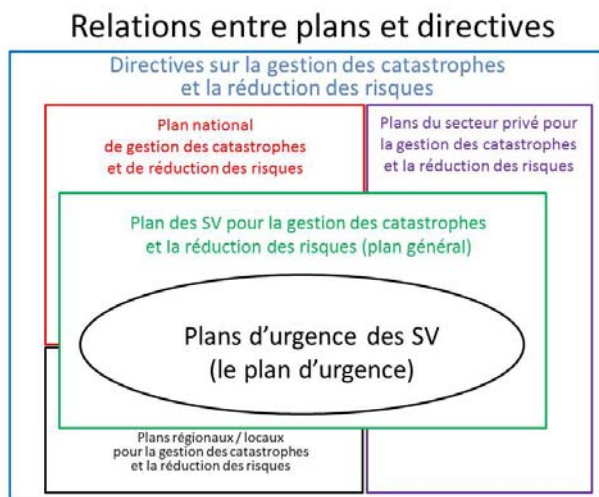 Relations entre plans et directives
Directives sur la gestion des catastrophes
et la réduction des risques
Plan national
de gestion des catastrophes
et de réduction des risques
Plans du secteur privé pour
la gestion des catastrophes
et la réduction des risques
Plan des SV pour la gestion des catastrophes
et la réduction des risques (plan général)
Plans d’urgence des SV
(le plan d’urgence)
Plans régionaux / locaux
pour la gestion des catastrophes
et la réduction des risques